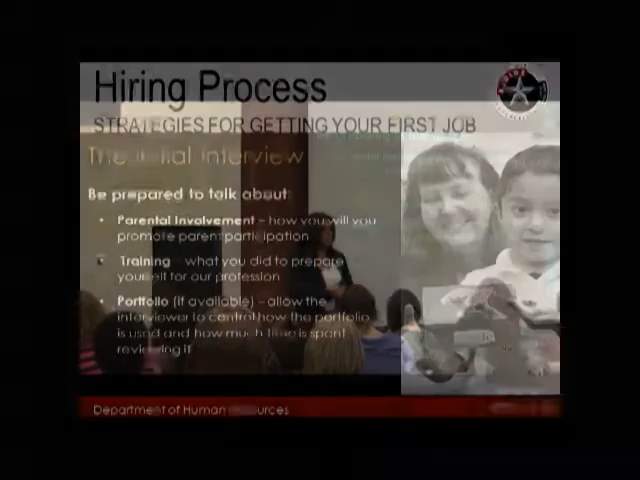 Hiring Process
STRATEGIES FOR GETTING YOUR FIRST JOB
The Initial Interview
Be prepared to talk about:
• Parental Involvement – how you will you
promote parent participation
• Training – what you did to prepare
yourself for our profession
• Portfolio (if available) – allow the
interviewer to control how the portfolio
is used and how much time is spent
reviewing it
Department of Human Resources